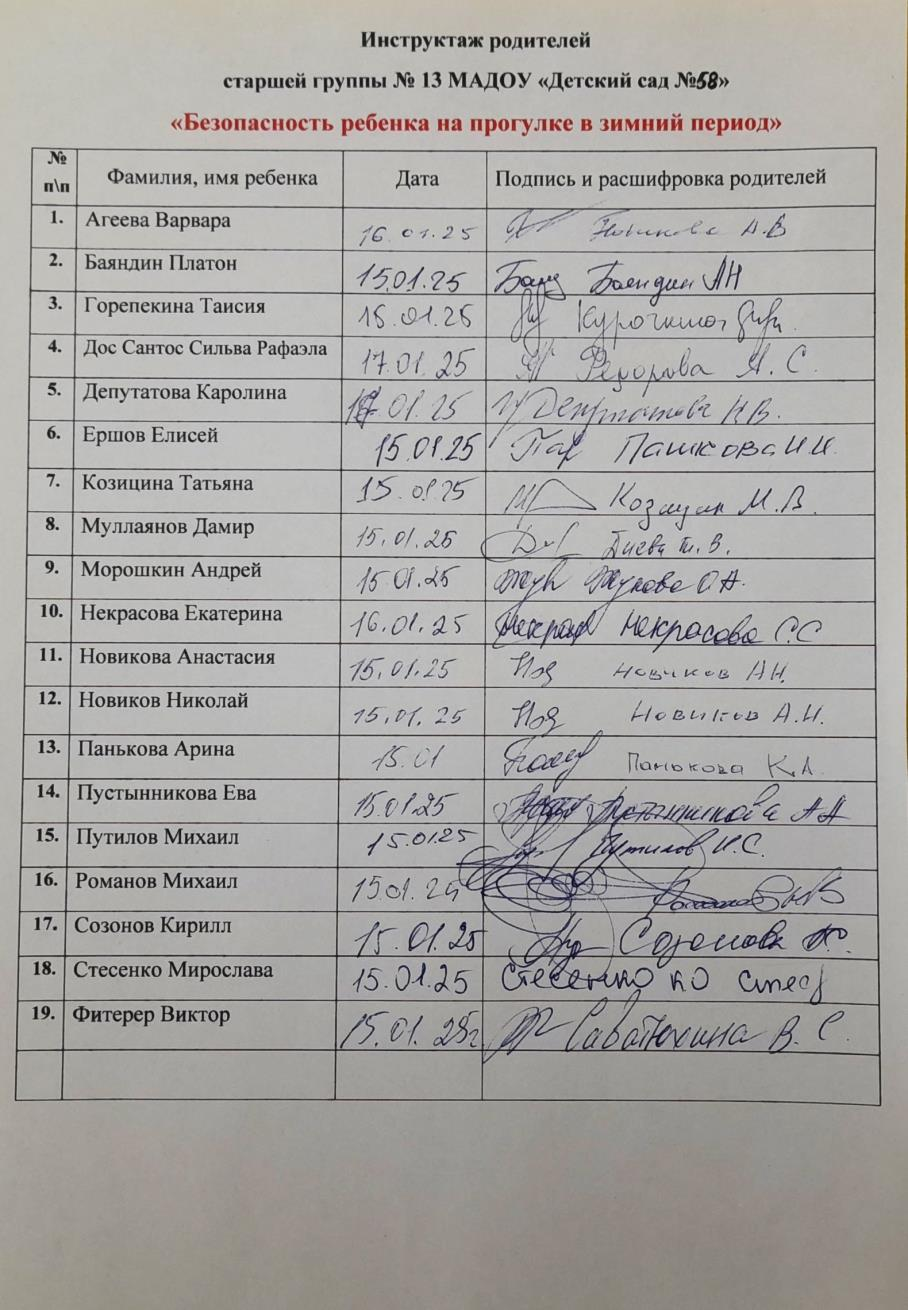 Инструктаж родителей
старшей группы № 13 МАДОУ «Детский сад №58»
«Безопасность ребенка на прогулке в зимний период»
№ п\п Фамилия, имя ребенка Дата Подпись и расшифровка родителей
1. Агеева Варвара 16.01.25 Новикова А.В
2. Баяндин Платон 15.01.25 Баяндин АН
3. Горепекина Таисия 15.01.25 Курочкина
4. Дос Сантос Сильва Рафаэла 17.01.25 Федорова А.С.
5. Депутатова Каролина 17.01.25 Депутатова Н.В.
6. Ершов Елисей 15.01.25 Пашкова И.И.
7. Козицина Татьяна 15.01.25 Козицин М.В.
8. Муллаянов Дамир 15.01.25 Т.В.
9. Морошкин Андрей 15.01.25 Жукова О.А.
10. Некрасова Екатерина 16.01.25 Некрасова С.С
11. Новикова Анастасия 15.01.25 Новиков А.Н.
12. Новиков Николай 15.01.25 Новиков А.Н.
13. Панькова Арина 15.01 Панькова К.А.
14. Пустынникова Ева 15.01.25 Пустынникова А А
15. Путилов Михаил 15.01.25 Путилов И.С.
16. Романов Михаил 15.01.25
17. Созонов Кирилл 15.01.25 Созонова
18. Стесенко Мирослава 15.01.25 Стесенко КО
19. Фитерер Виктор 15.01.25г Саватюхина В.С.